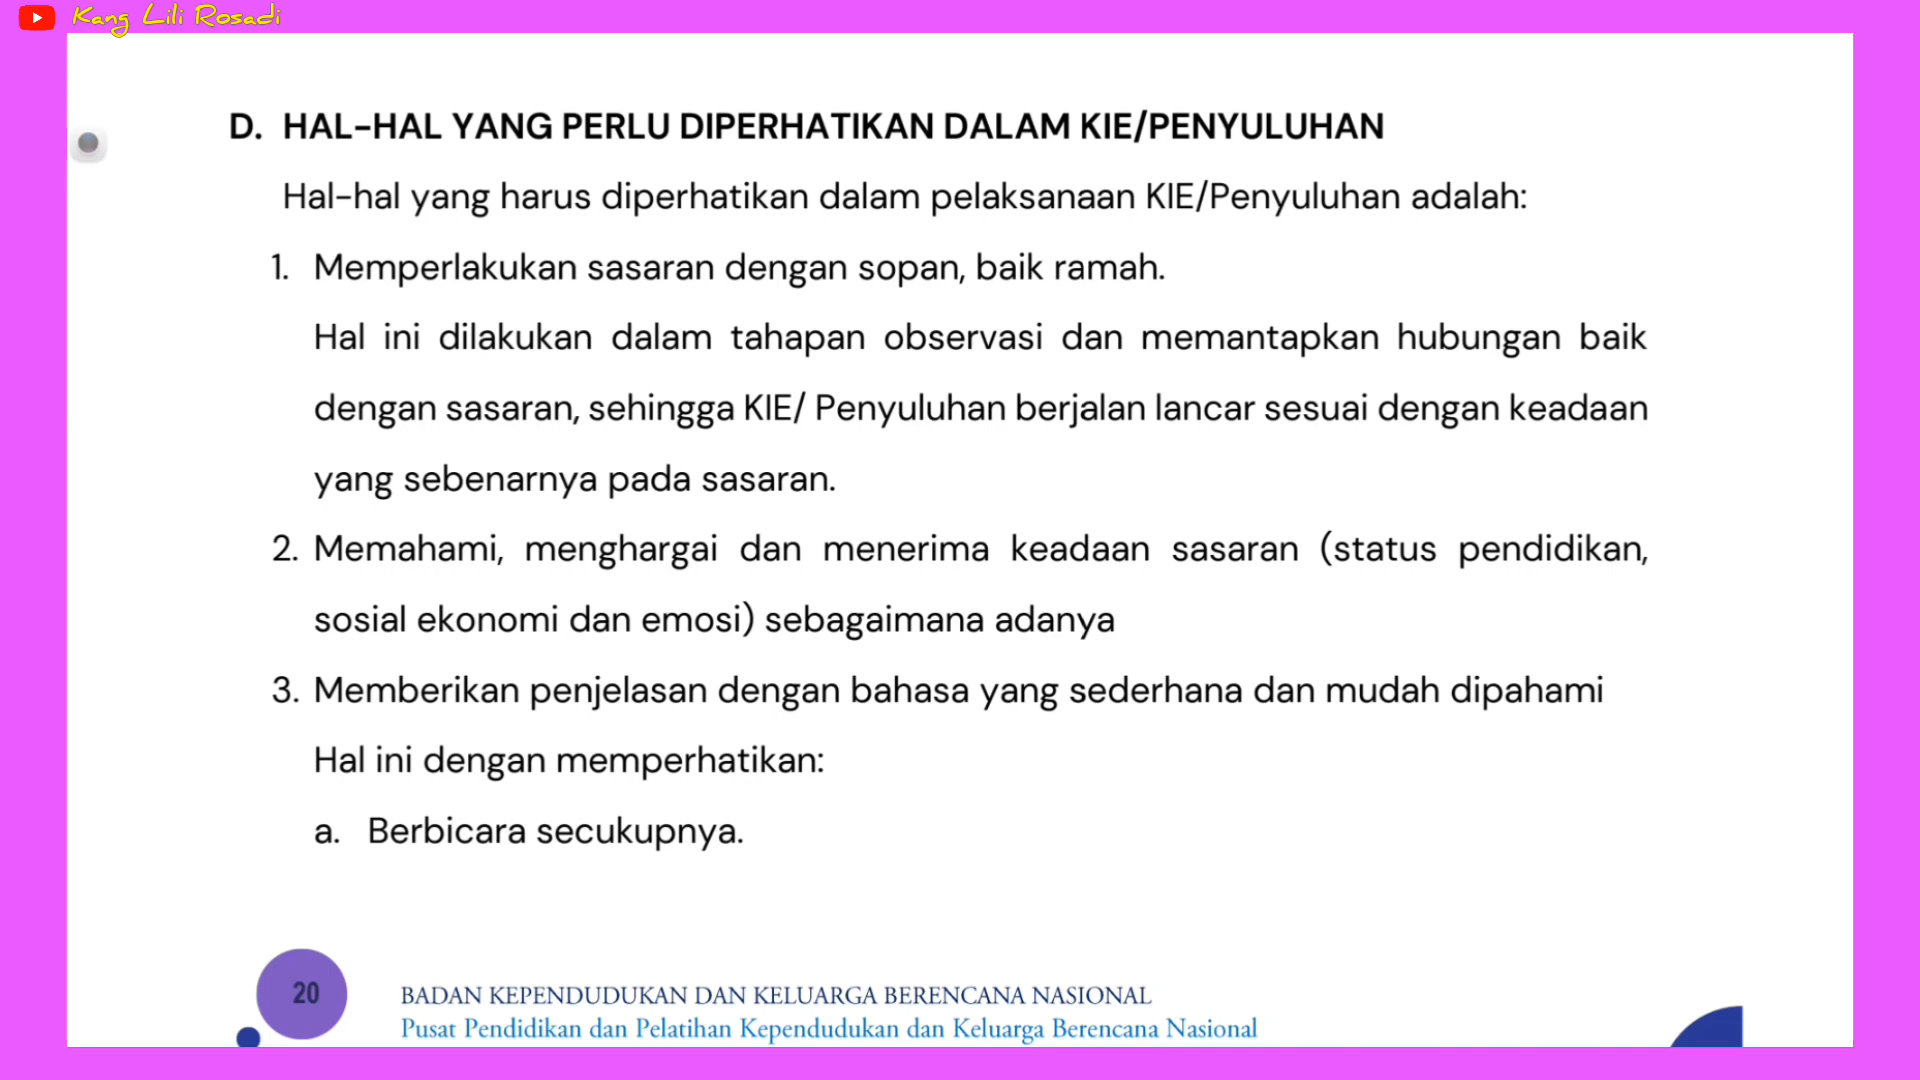 Kang Lili Rosadi
D. HAL-HAL YANG PERLU DIPERHATIKAN DALAM KIE/PENYULUHAN
Hal-hal yang harus diperhatikan dalam pelaksanaan KIE/Penyuluhan adalah:
1. Memperlakukan sasaran dengan sopan, baik ramah.
Hal ini dilakukan dalam tahapan observasi dan memantapkan hubungan baik
dengan sasaran, sehingga KIE/ Penyuluhan berjalan lancar sesuai dengan keadaan
yang sebenarnya pada sasaran.
2. Memahami, menghargai dan menerima keadaan sasaran (status pendidikan,
sosial ekonomi dan emosi) sebagaimana adanya
3. Memberikan penjelasan dengan bahasa yang sederhana dan mudah dipahami
Hal ini dengan memperhatikan:
a. Berbicara secukupnya.
20
BADAN KEPENDUDUKAN DAN KELUARGA BERENCANA NASIONAL
Pusat Pendidikan dan Pelatihan Kependudukan dan Keluarga Berencana Nasional